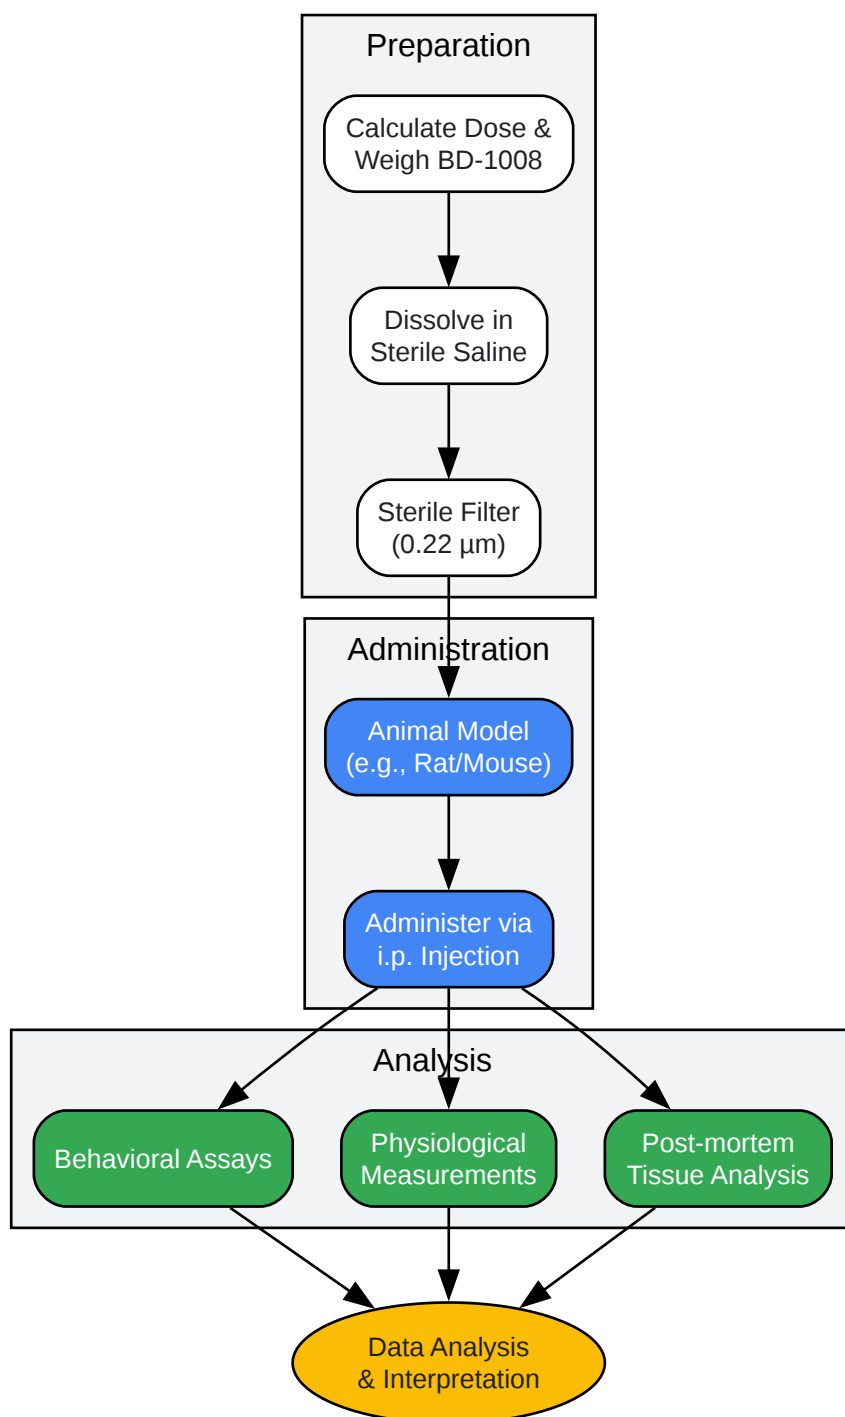 Preparation
Calculate Dose &
Weigh BD-1008
Dissolve in
Sterile Saline
Sterile Filter
(0.22 µm)
Administration
Animal Model
(e.g., Rat/Mouse)
Administer via
i.p. Injection
Analysis
Behavioral Assays
Physiological
Measurements
Post-mortem
Tissue Analysis
Data Analysis
& Interpretation